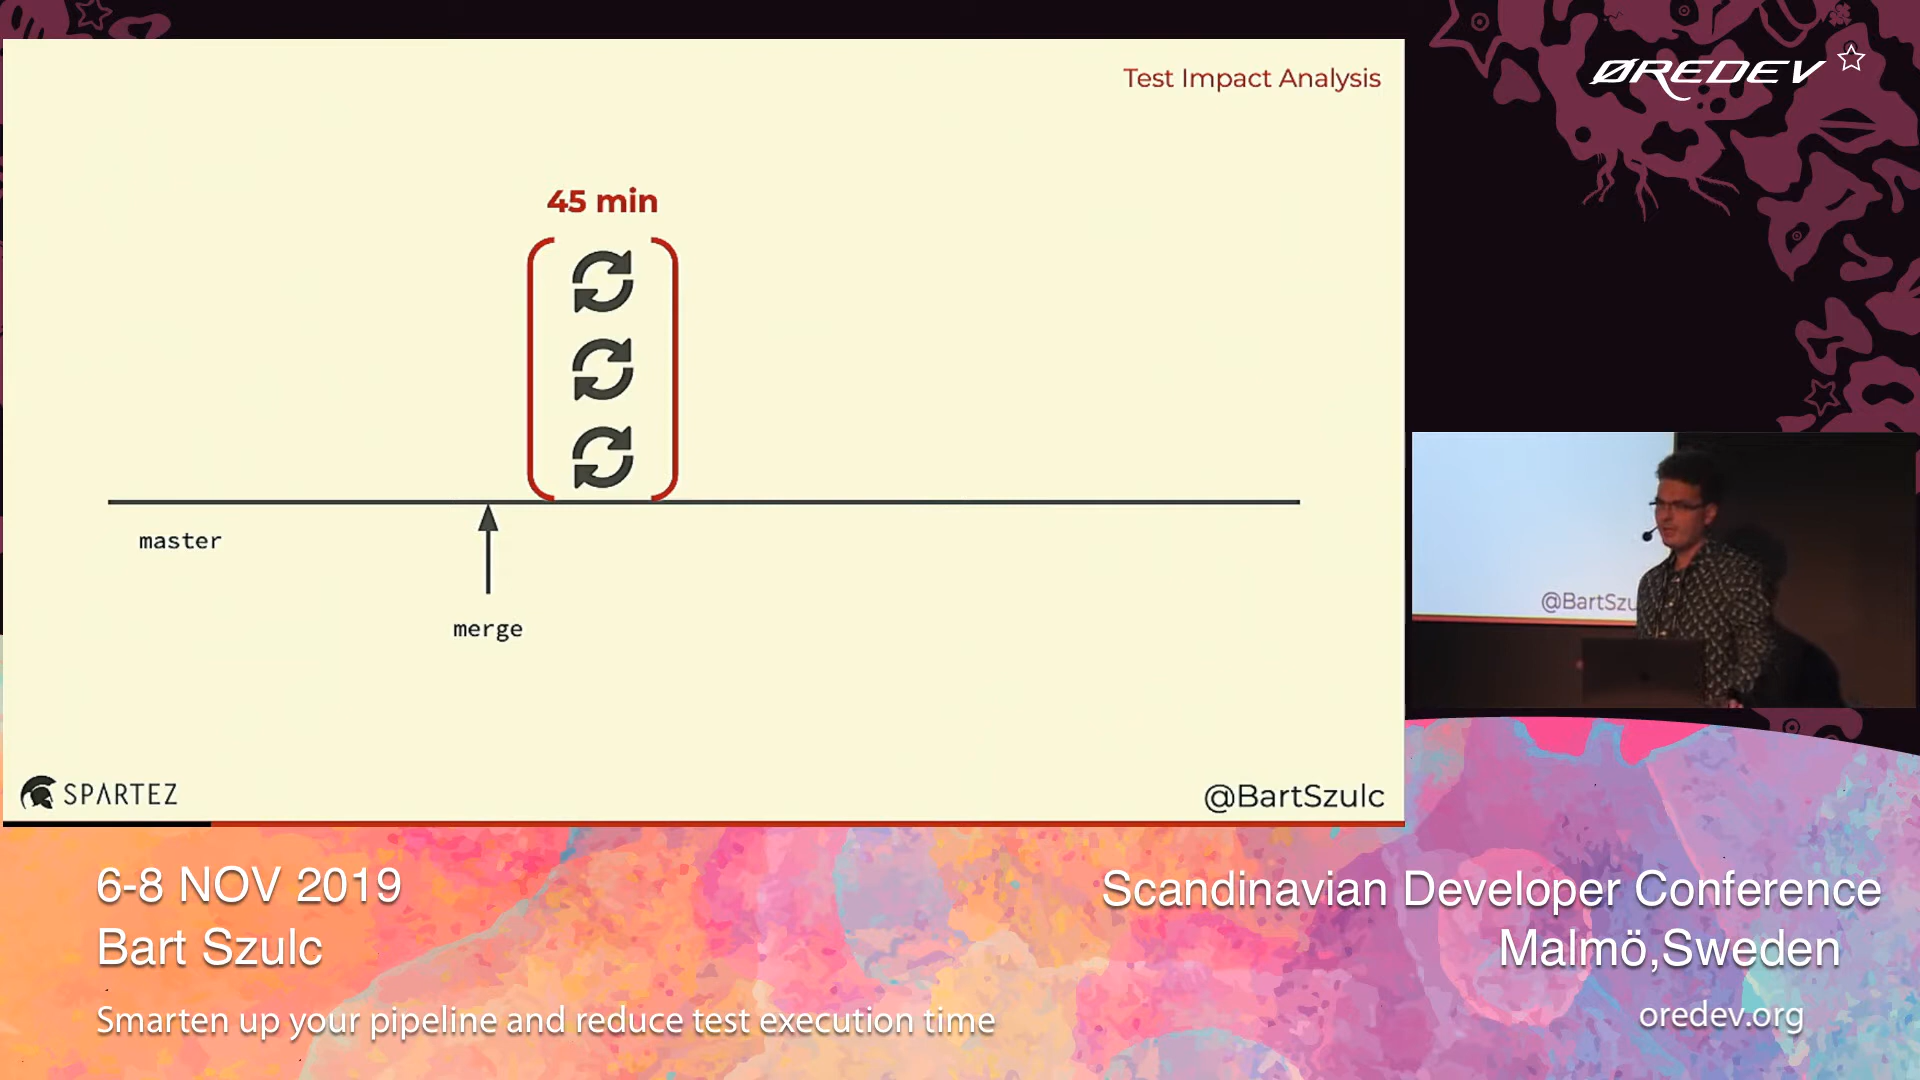 Test Impact Analysis
ØREDEV
45 min
master
merge
@BartSzu
SPARTEZ
@BartSzulc
6-8 NOV 2019
Bart Szulc
Smarten up your pipeline and reduce test execution time
Scandinavian Developer Conference
Malmö,Sweden
oredev.org